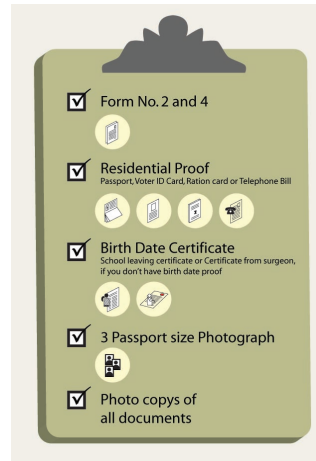 Form No. 2 and 4
Residential Proof
Passport, Voter ID Card, Ration card or Telephone Bill
Birth Date Certificate
School leaving certificate or Certificate from surgeon,
if you don't have birth date proof
3 Passport size Photograph
Photo copys of
all documents